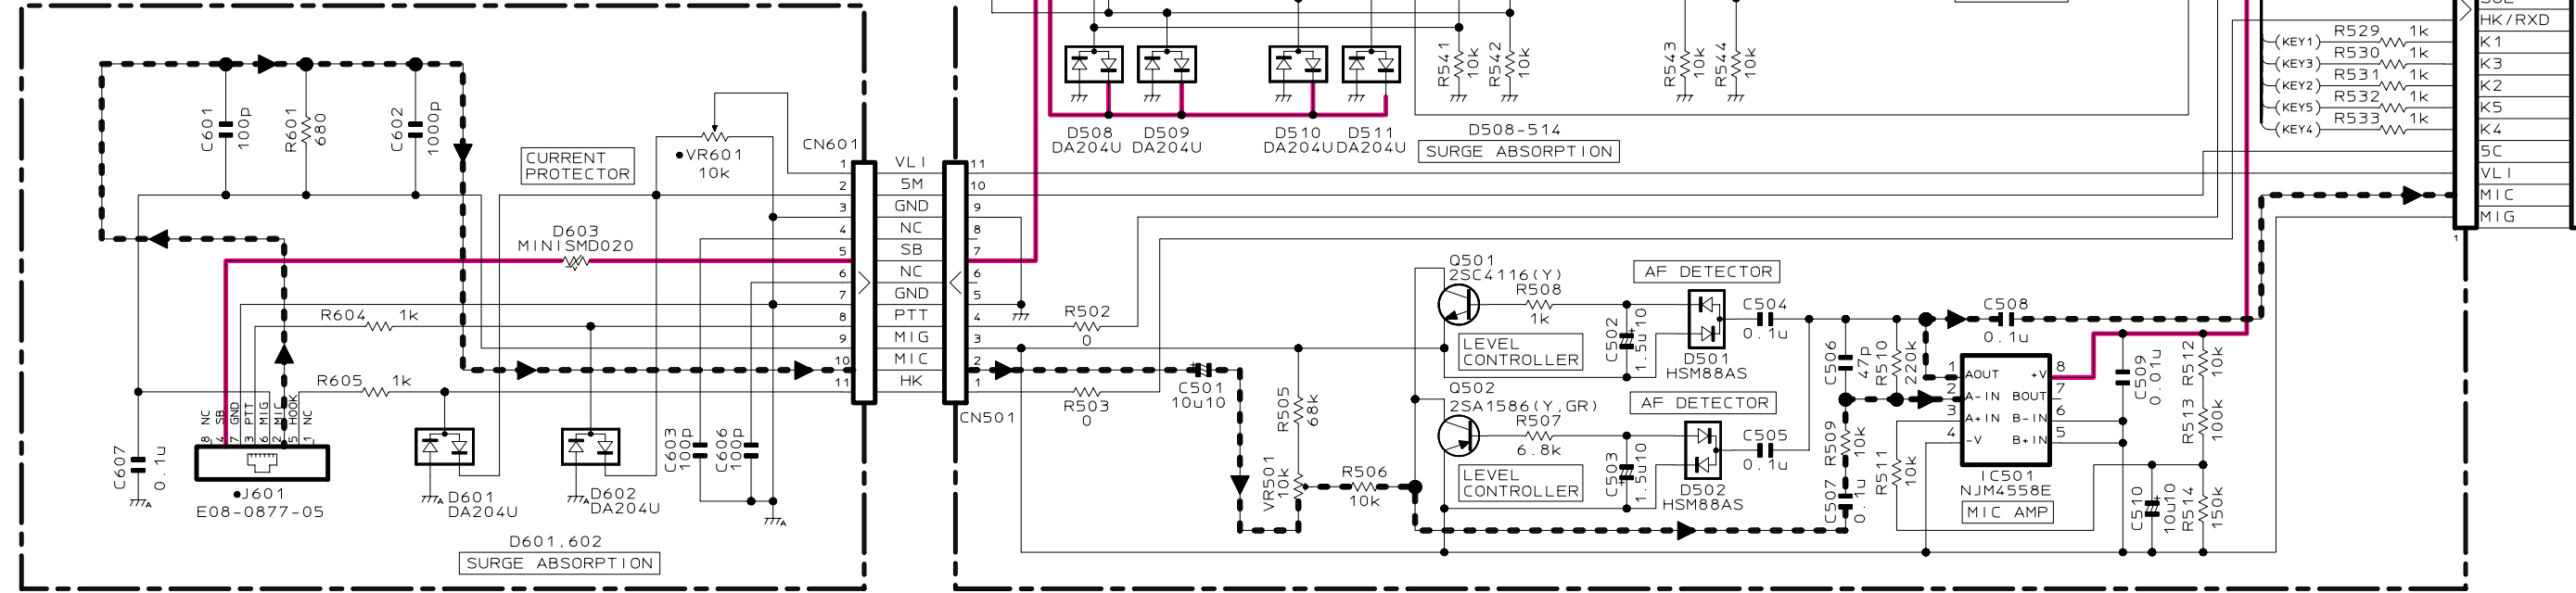 C601
100p
R601
680
C602
1000p
CURRENT
PROTECTOR
VR601
10k
CN601
D603
MINISMD020
R604 1k
R605 1k
8 NC
4 SB
7 GND
3 PTT
6 MIG
2 MIC
5 HOOK
1 NC
C607
0.1u
J601
E08-0877-05
D601
DA204U
D602
DA204U
C603
100p
C606
100p
A
A
A
A
D601,602
SURGE ABSORPTION
1 VLI 11
2 5M 10
3 GND 9
4 NC 8
5 SB 7
6 NC 6
7 GND 5
8 PTT 4
9 MIG 3
10 MIC 2
11 HK 1
CN501
D508
DA204U
D509
DA204U
D510
DA204U
D511
DA204U
R541
10k
R542
10k
R543
10k
R544
10k
D508-514
SURGE ABSORPTION
R502
0
R503
0
C501
10u10
R505
68k
VR501
10k
R506
10k
Q501
2SC4116(Y)
R508
1k
LEVEL
CONTROLLER
Q502
2SA1586(Y,GR)
R507
6.8k
LEVEL
CONTROLLER
AF DETECTOR
C502
1.5u10
D501
HSM88AS
C504
0.1u
AF DETECTOR
C503
1.5u10
D502
HSM88AS
C505
0.1u
C506
47p
R510
220k
R509
10k
C507
0.1u
R511
10k
C508
0.1u
1 AOUT +V 8
2 A-IN BOUT 7
3 A+IN B-IN 6
4 -V B+IN 5
IC501
NJM4558E
MIC AMP
C509
0.01u
R512
10k
R513
100k
C510
10u10
R514
150k
HK/RXD
(KEY1) R529 1k K1
(KEY3) R530 1k K3
(KEY2) R531 1k K2
(KEY5) R532 1k K5
(KEY4) R533 1k K4
5C
VLI
MIC
MIG
1